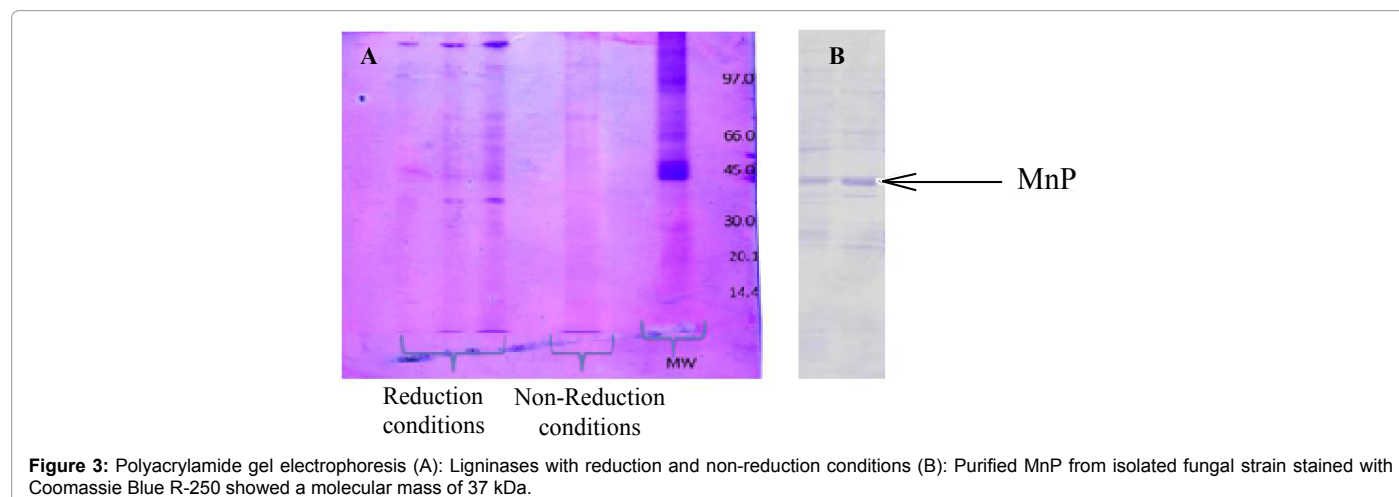 A
B
97.0
66.0
45.0
30.0
20.1
14.4
MnP
MW
Reduction conditions
Non-Reduction conditions
Figure 3: Polyacrylamide gel electrophoresis (A): Ligninases with reduction and non-reduction conditions (B): Purified MnP from isolated fungal strain stained with
Coomassie Blue R-250 showed a molecular mass of 37 kDa.